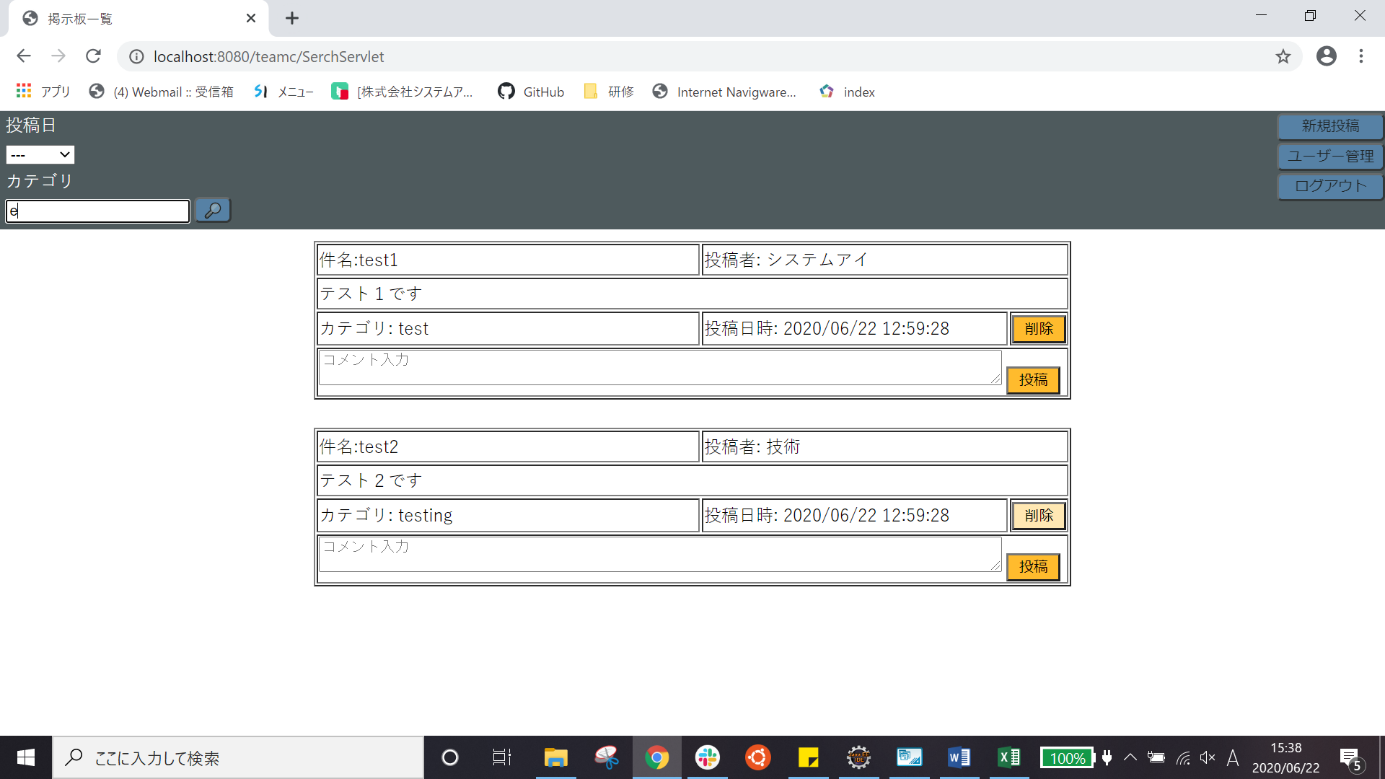 掲示板一覧
localhost:8080/teamc/SerchServlet
アプリ (4) Webmail :: 受信箱 メニュー [株式会社システムア... GitHub 研修 Internet Navigware... index
投稿日 新規投稿
--- ユーザー管理
カテゴリ ログアウト
e
件名:test1 投稿者: システムアイ
テスト1です
カテゴリ: test 投稿日時: 2020/06/22 12:59:28 削除
コメント入力
投稿
件名:test2 投稿者: 技術
テスト2です
カテゴリ: testing 投稿日時: 2020/06/22 12:59:28 削除
コメント入力
投稿
ここに入力して検索 100% A 15:38
2020/06/22 5